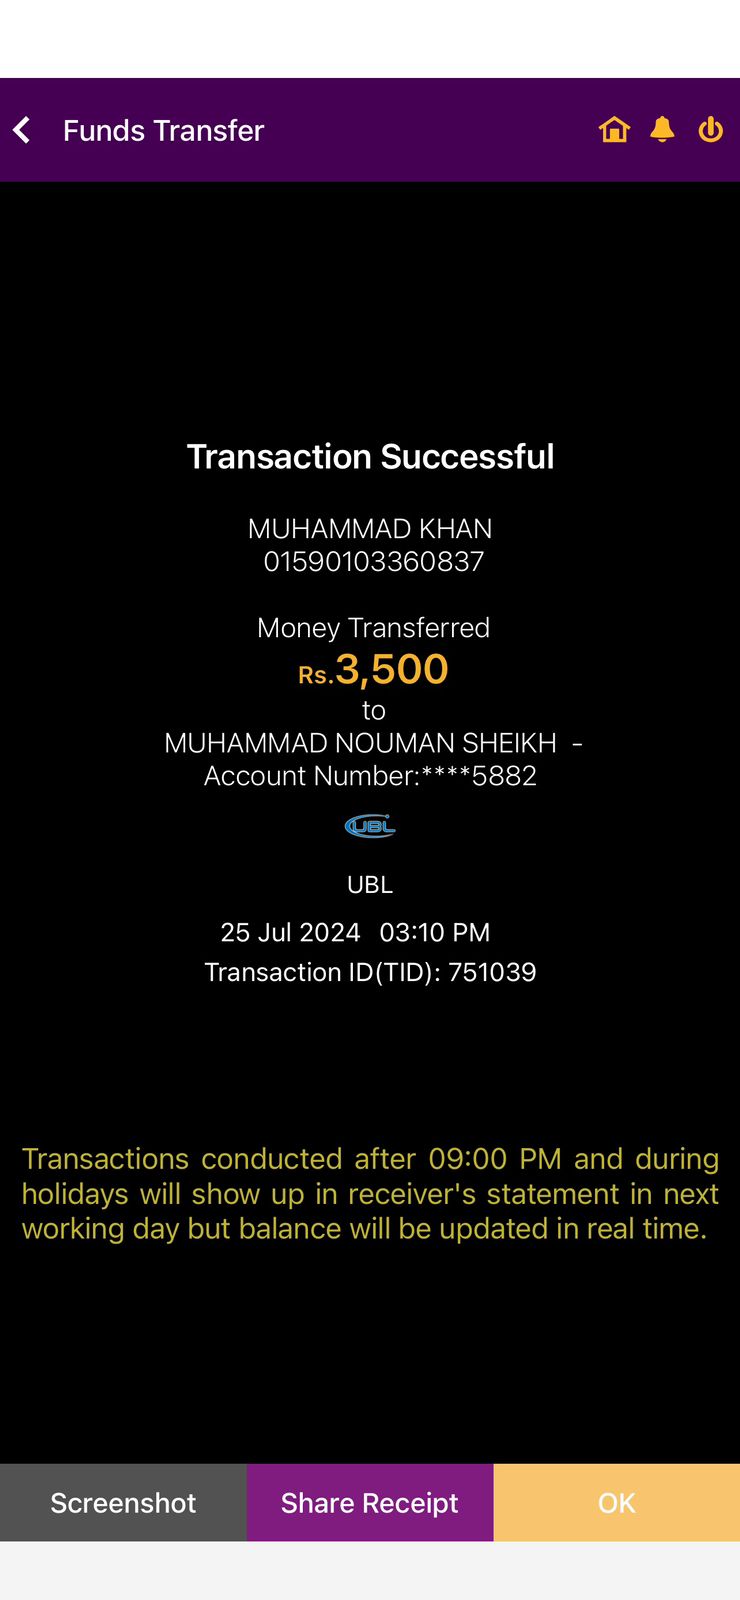 Funds Transfer
Transaction Successful
MUHAMMAD KHAN
01590103360837
Money Transferred
Rs.3,500
to
MUHAMMAD NOUMAN SHEIKH -
Account Number:****5882
UBL
UBL
25 Jul 2024 03:10 PM
Transaction ID(TID): 751039
Transactions conducted after 09:00 PM and during
holidays will show up in receiver's statement in next
working day but balance will be updated in real time.
Screenshot
Share Receipt
OK